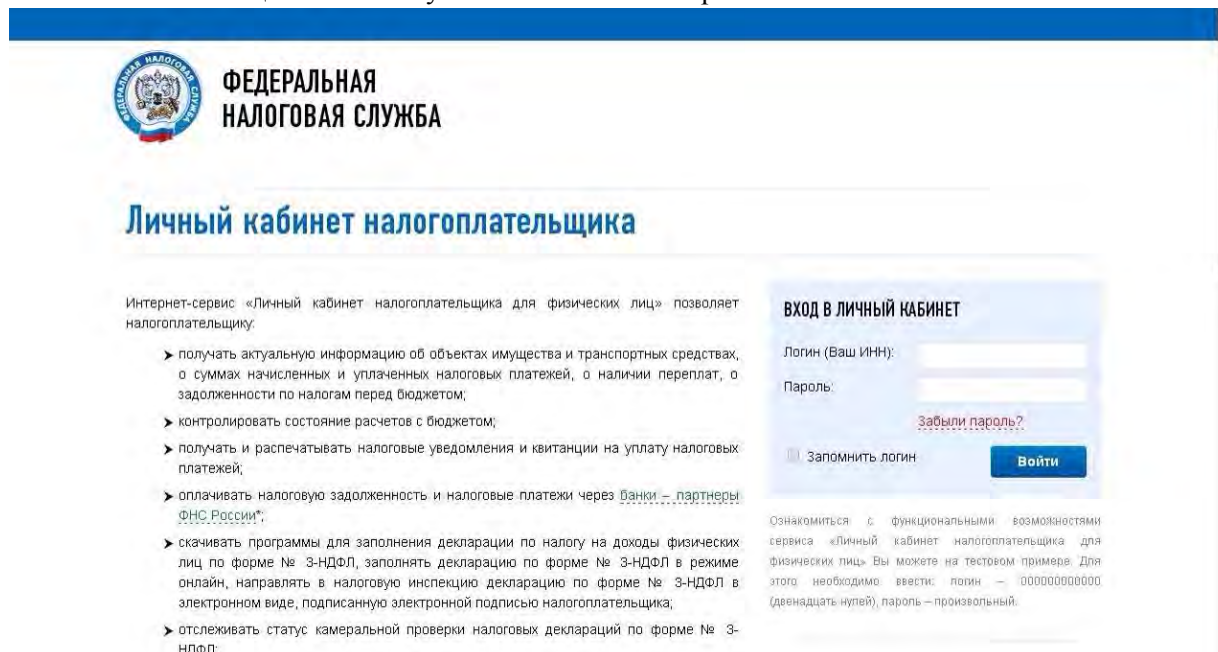 ФЕДЕРАЛЬНАЯ
НАЛОГОВАЯ СЛУЖБА
Личный кабинет налогоплательщика
Интернет-сервис «Личный кабинет налогоплательщика для физических лиц» позволяет
налогоплательщику:
➤ получать актуальную информацию об объектах имущества и транспортных средствах,
о суммах начисленных и уплаченных налоговых платежей, о наличии переплат, о
задолженности по налогам перед бюджетом;
➤ контролировать состояние расчетов с бюджетом;
➤ получать и распечатывать налоговые уведомления и квитанции на уплату налоговых
платежей;
➤ оплачивать налоговую задолженность и налоговые платежи через банки – партнеры
ФНС России*;
➤ скачивать программы для заполнения декларации по налогу на доходы физических
лиц по форме № 3-НДФЛ, заполнять декларацию по форме № 3-НДФЛ в режиме
онлайн, направлять в налоговую инспекцию декларацию по форме № 3-НДФЛ в
электронном виде, подписанную электронной подписью налогоплательщика;
➤ отслеживать статус камеральной проверки налоговых деклараций по форме № 3-
НДФЛ;
ВХОД В ЛИЧНЫЙ КАБИНЕТ
Логин (Ваш ИНН):
Пароль:
Забыли пароль?
Запомнить логин
Войти
Ознакомиться с функциональными возможностями
сервиса «Личный кабинет налогоплательщика для
физических лиц» Вы можете на тестовом примере. Для
этого необходимо ввести: логин – 000000000000
(двенадцать нулей), пароль – произвольный.